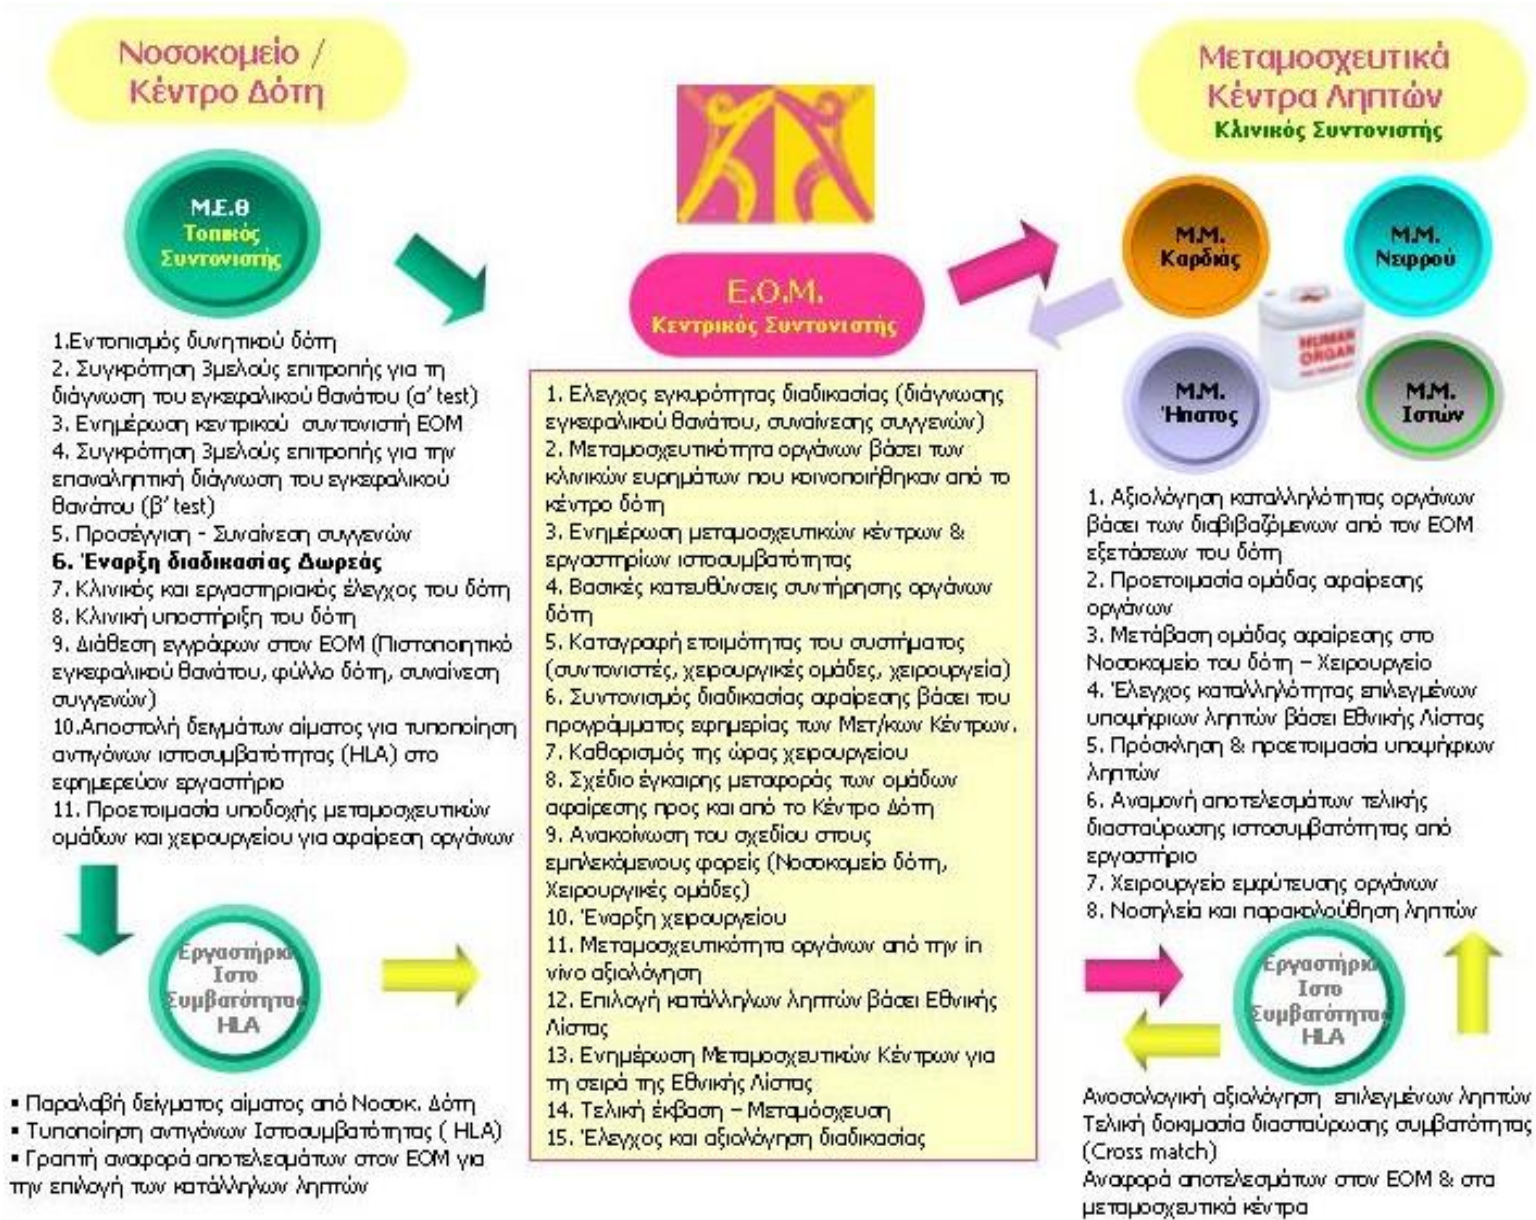 Νοσοκομείο /
Κέντρο Δότη
Μ.Ε.Θ
Τοπικός
Συντονιστής
1.Εντοπισμός δυνητικού δότη
2. Συγκρότηση 3μελούς επιτροπής για τη
διάγνωση του εγκεφαλικού θανάτου (α' test)
3. Ενημέρωση κεντρικού συντονιστή ΕΟΜ
4. Συγκρότηση 3μελούς επιτροπής για την
επαναληπτική διάγνωση του εγκεφαλικού
θανάτου (β' test)
5. Προσέγγιση - Συναίνεση συγγενών
6. Έναρξη διαδικασίας Δωρεάς
7. Κλινικός και εργαστηριακός έλεγχος του δότη
8. Κλινική υποστήριξη του δότη
9. Διάθεση εγγράφων στον ΕΟΜ (Πιστοποιητικό
εγκεφαλικού θανάτου, φύλλο δότη, συναίνεση
συγγενών)
10.Αποστολή δειγμάτων αίματος για τυποποίηση
αντιγόνων ιστοσυμβατότητας (HLA) στο
εφημερεύον εργαστήριο
11. Προετοιμασία υποδοχής μεταμοσχευτικών
ομάδων και χειρουργείου για αφαίρεση οργάνων
Εργαστήριο
Ιστο
Συμβατότητας
HLA
▪ Παραλαβή δείγματος αίματος από Νοσοκ. Δότη
▪ Τυποποίηση αντιγόνων Ιστοσυμβατότητας ( HLA)
▪ Γραπτή αναφορά αποτελεσμάτων στον ΕΟΜ για
την επιλογή των κατάλληλων ληπτών
Ε.Ο.Μ.
Κεντρικός Συντονιστής
1. Ελεγχος εγκυρότητας διαδικασίας (διάγνωσης
εγκεφαλικού θανάτου, συναίνεσης συγγενών)
2. Μεταμοσχευτικότητα οργάνων βάσει των
κλινικών ευρημάτων που κοινοποιήθηκαν από το
κέντρο δότη
3. Ενημέρωση μεταμοσχευτικών κέντρων &
εργαστηρίων ιστοσυμβατότητας
4. Βασικές κατευθύνσεις συντήρησης οργάνων
δότη
5. Καταγραφή ετοιμότητας του συστήματος
(συντονιστές, χειρουργικές ομάδες, χειρουργεία)
6. Συντονισμός διαδικασίας αφαίρεσης βάσει του
προγράμματος εφημερίας των Μετ/κων Κέντρων.
7. Καθορισμός της ώρας χειρουργείου
8. Σχέδιο έγκαιρης μεταφοράς των ομάδων
αφαίρεσης προς και από το Κέντρο Δότη
9. Ανακοίνωση του σχεδίου στους
εμπλεκόμενους φορείς (Νοσοκομείο δότη,
Χειρουργικές ομάδες)
10. Έναρξη χειρουργείου
11. Μεταμοσχευτικότητα οργάνων από την in
vivo αξιολόγηση
12. Επιλογή κατάλληλων ληπτών βάσει Εθνικής
Λίστας
13. Ενημέρωση Μεταμοσχευτικών Κέντρων για
τη σειρά της Εθνικής Λίστας
14. Τελική έκβαση – Μεταμόσχευση
15. Έλεγχος και αξιολόγηση διαδικασίας
Μεταμοσχευτικά
Κέντρα Ληπτών
Κλινικός Συντονιστής
Μ.Μ.
Καρδιάς
Μ.Μ.
Νεφρού
HUMAN
ORGAN
Μ.Μ.
Ήπατος
Μ.Μ.
Ιστών
1. Αξιολόγηση καταλληλότητας οργάνων
βάσει των διαβιβαζόμενων από τον ΕΟΜ
εξετάσεων του δότη
2. Προετοιμασία ομάδας αφαίρεσης
οργάνων
3. Μετάβαση ομάδας αφαίρεσης στο
Νοσοκομείο του δότη – Χειρουργείο
4. Έλεγχος καταλληλότητας επιλεγμένων
υποψήφιων ληπτών βάσει Εθνικής Λίστας
5. Πρόσκληση & προετοιμασία υποψήφιων
ληπτών
6. Αναμονή αποτελεσμάτων τελικής
διασταύρωσης ιστοσυμβατότητας από
εργαστήριο
7. Χειρουργείο εμφύτευσης οργάνων
8. Νοσηλεία και παρακολούθηση ληπτών
Εργαστήριο
Ιστο
Συμβατότητας
HLA
Ανοσολογική αξιολόγηση επιλεγμένων ληπτών
Τελική δοκιμασία διασταύρωσης συμβατότητας
(Cross match)
Αναφορά αποτελεσμάτων στον ΕΟΜ & στα
μεταμοσχευτικά κέντρα